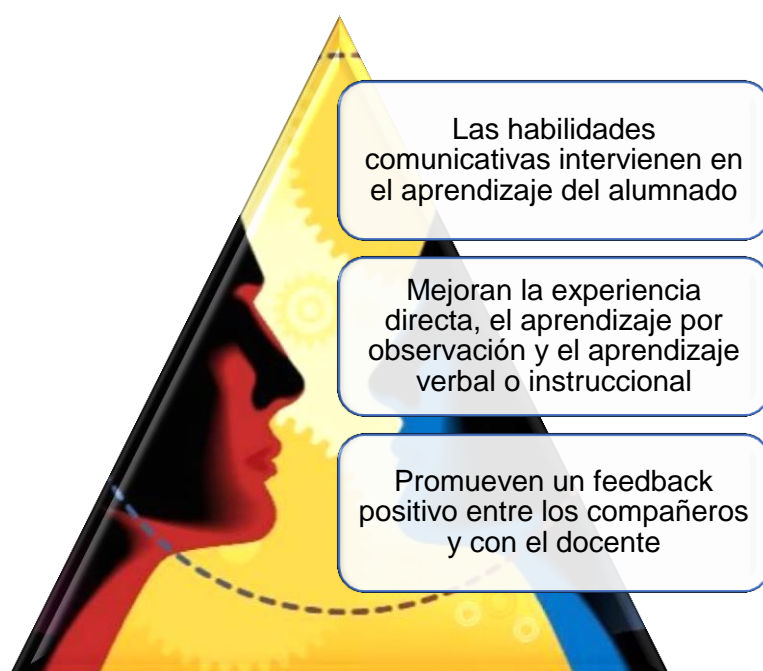 Las habilidades
comunicativas intervienen en
el aprendizaje del alumnado
Mejoran la experiencia
directa, el aprendizaje por
observación y el aprendizaje
verbal o instruccional
Promueven un feedback
positivo entre los compañeros
y con el docente